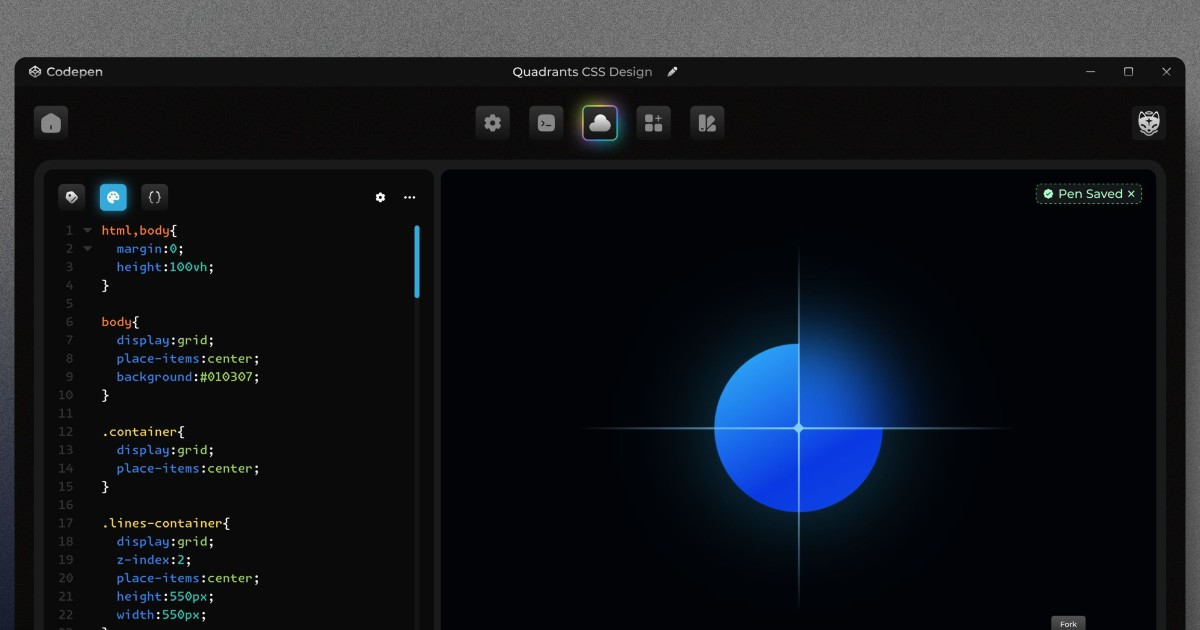 Codepen
Quadrants CSS Design
Pen Saved ×
1 html,body{
2 margin:0;
3 height:100vh;
4 }
5
6 body{
7 display:grid;
8 place-items:center;
9 background:#010307;
10 }
11
12 .container{
13 display:grid;
14 place-items:center;
15 }
16
17 .lines-container{
18 display:grid;
19 z-index:2;
20 place-items:center;
21 height:550px;
22 width:550px;
Fork